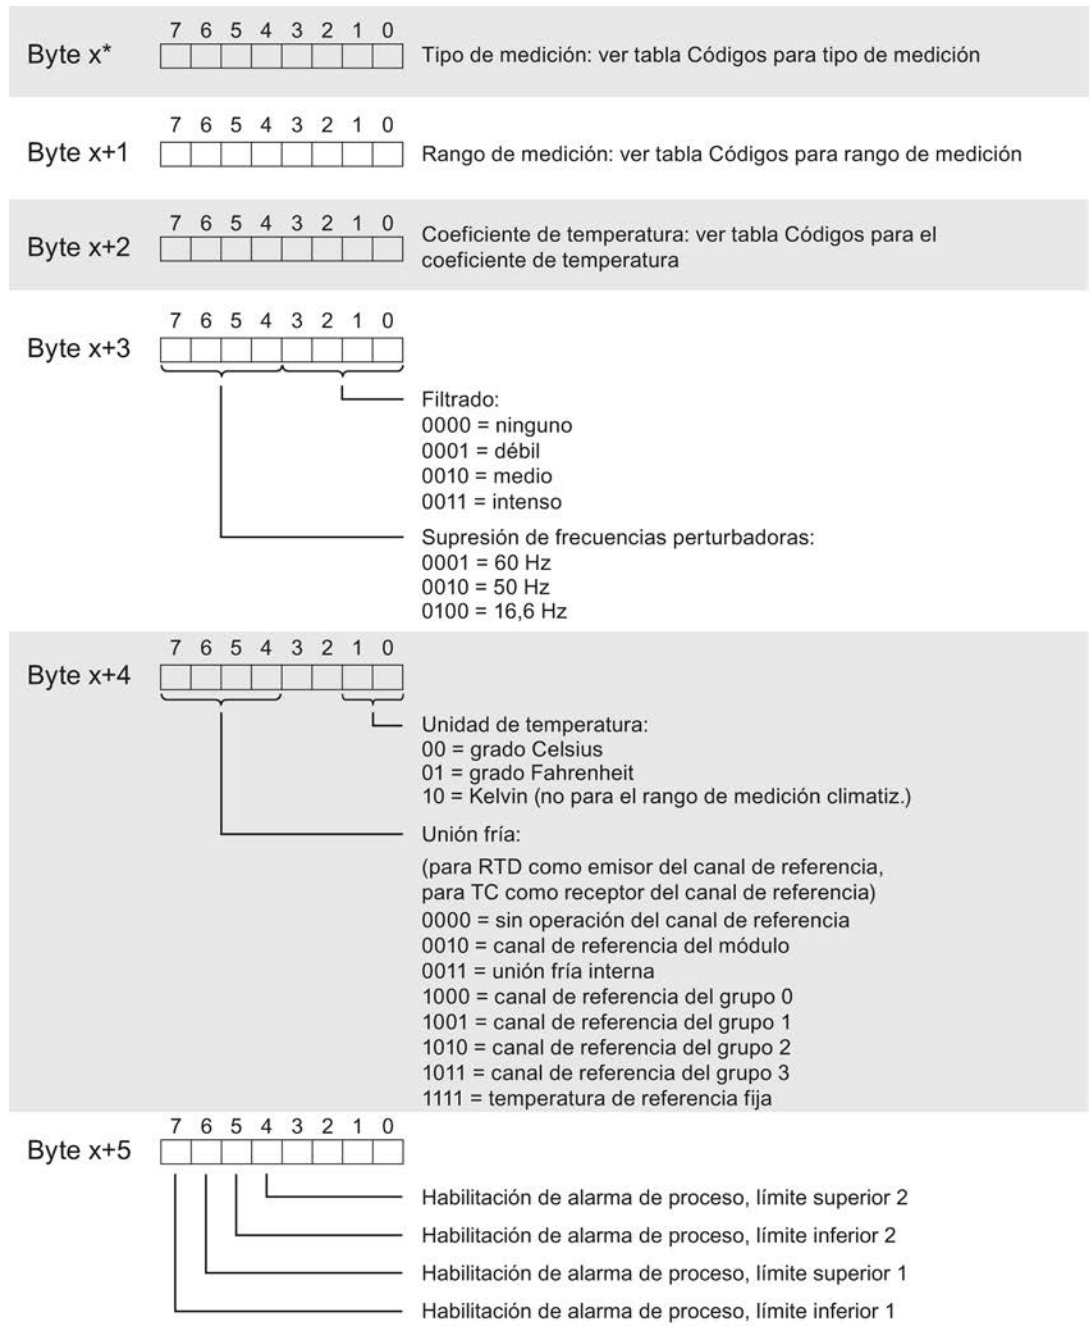 7 6 5 4 3 2 1 0
Byte x*
Tipo de medición: ver tabla Códigos para tipo de medición
7 6 5 4 3 2 1 0
Byte x+1
Rango de medición: ver tabla Códigos para rango de medición
7 6 5 4 3 2 1 0
Byte x+2
Coeficiente de temperatura: ver tabla Códigos para el
coeficiente de temperatura
7 6 5 4 3 2 1 0
Byte x+3
Filtrado:
0000 = ninguno
0001 = débil
0010 = medio
0011 = intenso
Supresión de frecuencias perturbadoras:
0001 = 60 Hz
0010 = 50 Hz
0100 = 16,6 Hz
7 6 5 4 3 2 1 0
Byte x+4
Unidad de temperatura:
00 = grado Celsius
01 = grado Fahrenheit
10 = Kelvin (no para el rango de medición climatiz.)
Unión fría:
(para RTD como emisor del canal de referencia,
para TC como receptor del canal de referencia)
0000 = sin operación del canal de referencia
0010 = canal de referencia del módulo
0011 = unión fría interna
1000 = canal de referencia del grupo 0
1001 = canal de referencia del grupo 1
1010 = canal de referencia del grupo 2
1011 = canal de referencia del grupo 3
1111 = temperatura de referencia fija
7 6 5 4 3 2 1 0
Byte x+5
Habilitación de alarma de proceso, límite superior 2
Habilitación de alarma de proceso, límite inferior 2
Habilitación de alarma de proceso, límite superior 1
Habilitación de alarma de proceso, límite inferior 1